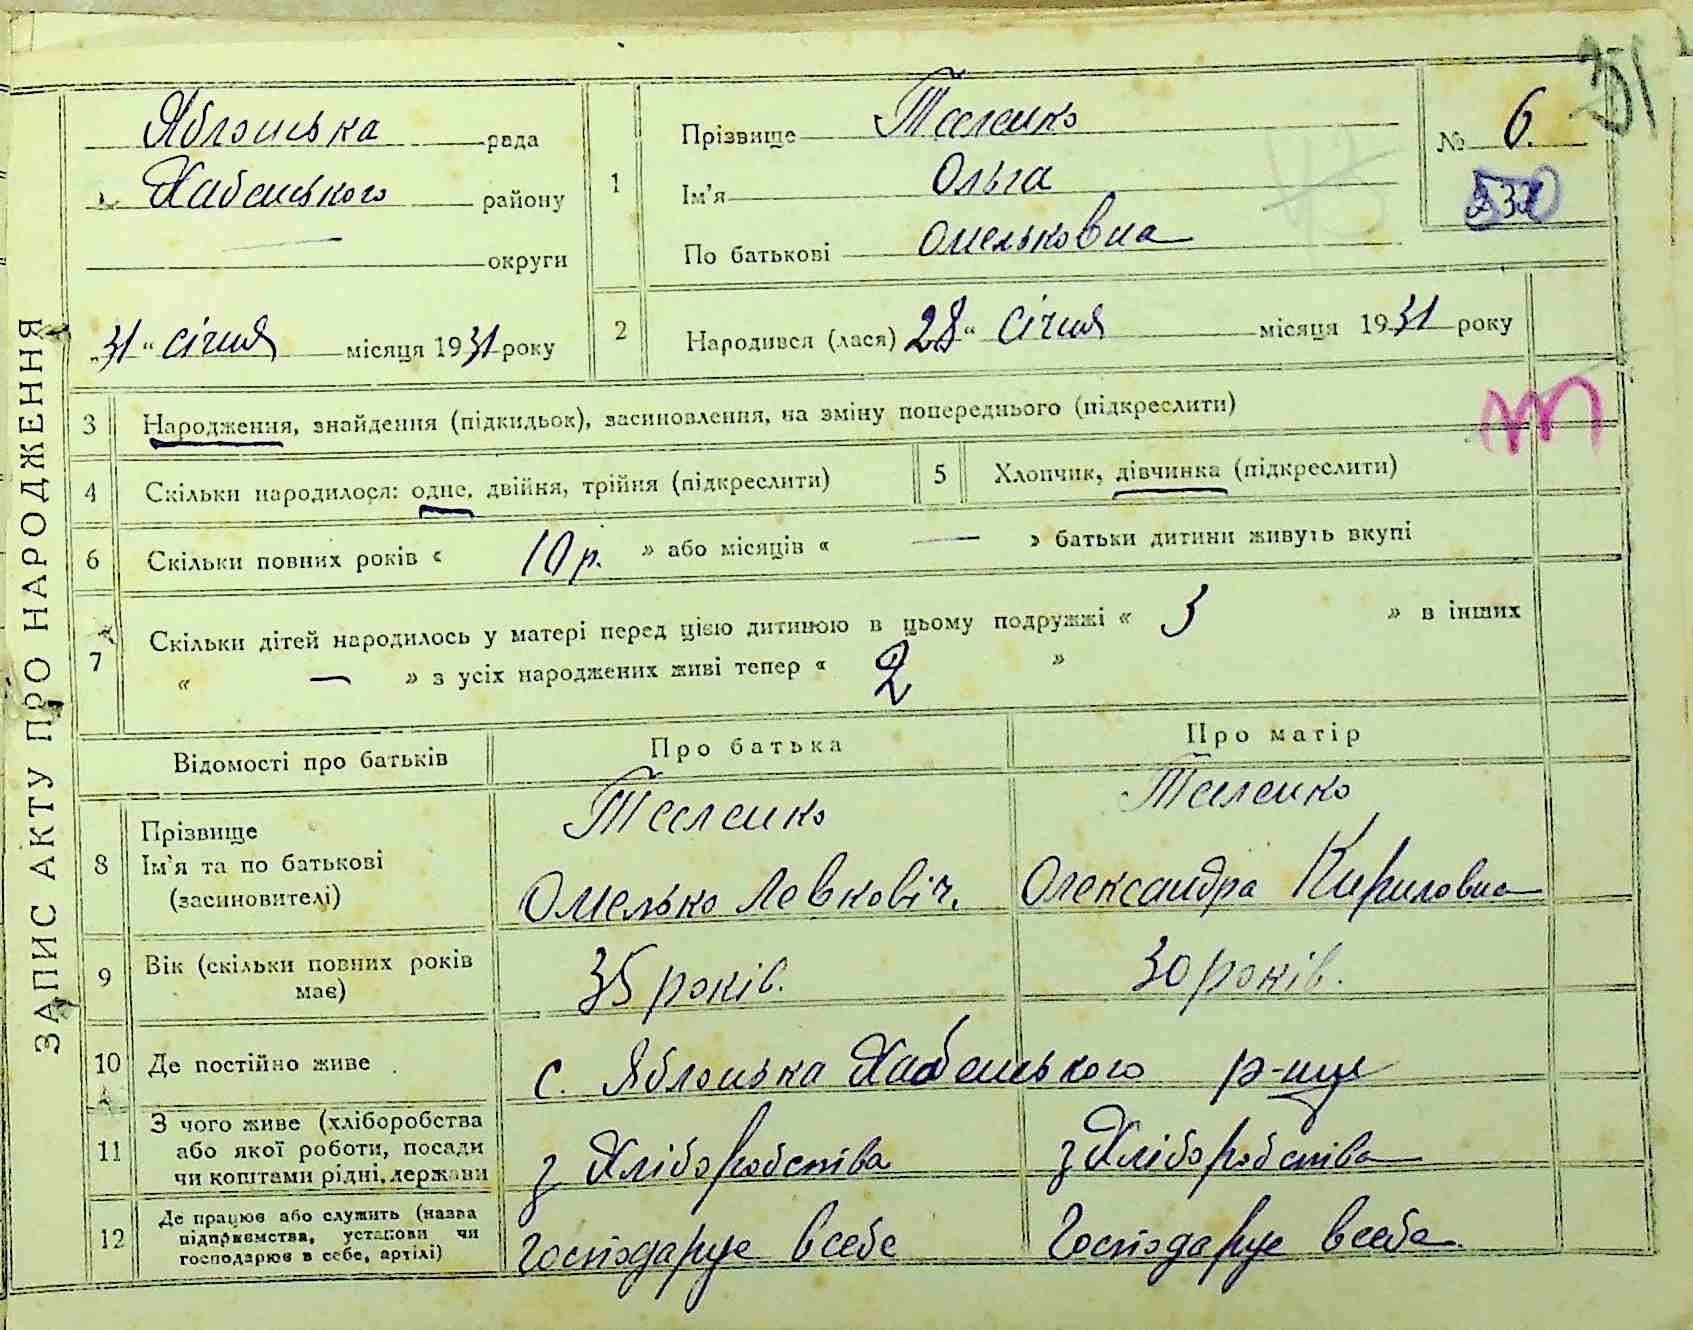 ЗАПИС АКТУ ПРО НАРОДЖЕННЯ
31
Яблонська рада
Хабенського району
округи
„31“ січня місяця 1931 року
1
Прізвище Теленко
Ім’я Ольга
По батькові Омельковна
№ 6.
2
Народився (лася) 28 “ січня місяця 1931 року
3 Народження, знайдення (підкидьок), засиновлення, на зміну попереднього (підкреслити)
4 Скільки народилося: одне, двійня, трійня (підкреслити)
5 Хлопчик, дівчинка (підкреслити)
6 Скільки повних років « 10 р. » або місяців « — » батьки дитини живуть вкупі
7 Скільки дітей народилось у матері перед цією дитиною в цьому подружжі « 3 » в інших
« — » з усіх народжених живі тепер « 2 »
Відомості про батьків Про батька Про матір
8 Прізвище Теленко Теленко
Ім’я та по батькові
(засиновителі) Омелько Левковіч. Олександра Кириловна
9 Вік (скільки повних років
має) 35 років. 30 років.
10 Де постійно живе с. Яблонька Хабенського р-ну
11 З чого живе (хліборобства
або якої роботи, посади
чи коштами рідні, держави з Хліборобства з Хліборобства
12 Де працює або служить (назва
підприємства, установи чи
господарює в себе, артілі) Господарує в себе Господарує в себе